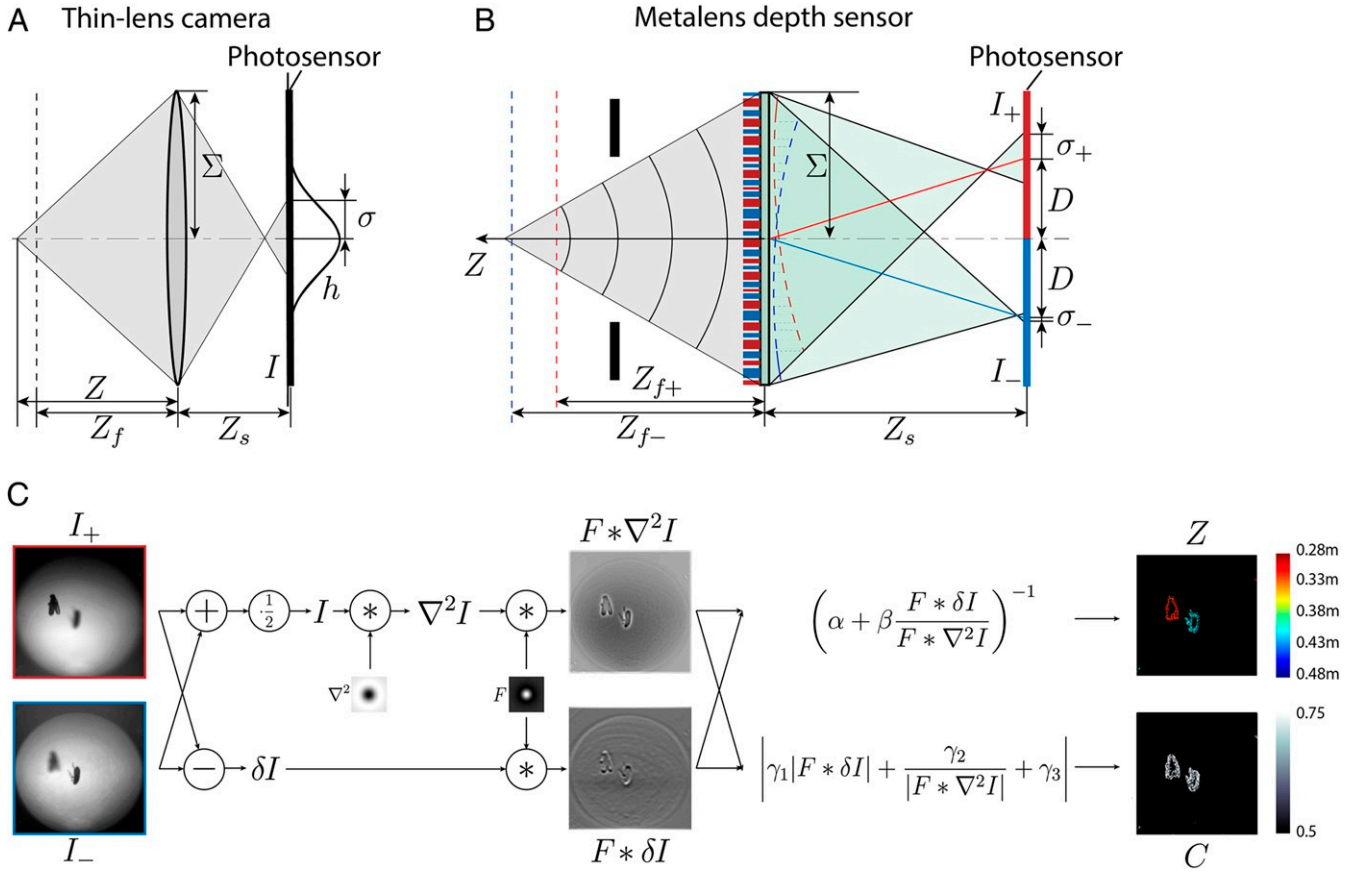 A Thin-lens camera
Photosensor
Σ
σ
h
I
Z
Z_f
Z_s
B Metalens depth sensor
Photosensor
I_+
σ_+
Σ
D
Z
D
σ_−
I_−
Z_{f+}
Z_{f−}
Z_s
C
I_+
F∗∇²I
Z
+ ·½ I ∗ ∇²I ∗
(α + β F∗δI / F∗∇²I)^{−1}
0.28m
0.33m
0.38m
0.43m
0.48m
∇²
F
− δI ∗
|γ_1|F∗δI| + γ_2 / |F∗∇²I| + γ_3|
0.75
0.5
I_−
F∗δI
C